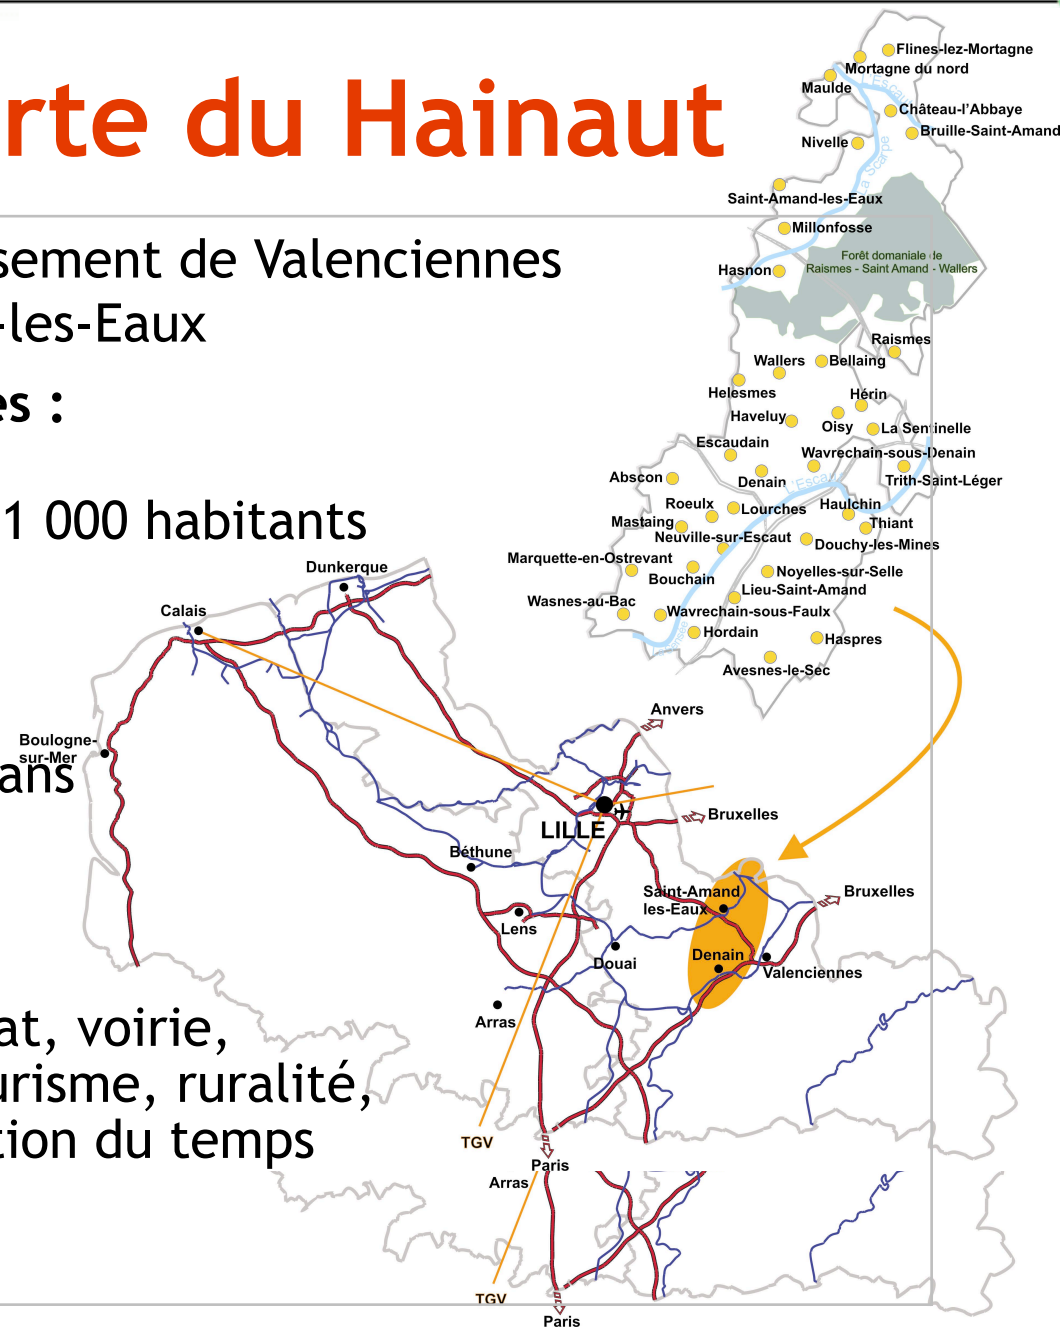 rte du Hainaut
sement de Valenciennes
-les-Eaux
es :
1 000 habitants
ans
at, voirie,
urisme, ruralité,
tion du temps
Flines-lez-Mortagne
Mortagne du nord
Maulde
L'Escau
Château-l'Abbaye
Bruille-Saint-Amand
Nivelle
La Scarpe
Saint-Amand-les-Eaux
Millonfosse
Forêt domaniale de
Raismes - Saint Amand - Wallers
Hasnon
Raismes
Wallers
Bellaing
Helesmes
Hérin
Haveluy
Oisy
La Sentinelle
Escaudain
Wavrechain-sous-Denain
Abscon
Denain
L'Escau
Trith-Saint-Léger
Roeulx
Lourches
Haulchin
Mastaing
Thiant
Neuville-sur-Escaut
Douchy-les-Mines
Marquette-en-Ostrevant
Bouchain
Noyelles-sur-Selle
Lieu-Saint-Amand
Wasnes-au-Bac
Wavrechain-sous-Faulx
Hordain
Haspres
Avesnes-le-Sec
Dunkerque
Calais
Anvers
Boulogne-
sur-Mer
LILLE
Bruxelles
Béthune
Saint-Amand
les-Eaux
Bruxelles
Lens
Denain
Douai
Valenciennes
Arras
TGV
Paris
Arras
TGV
Paris